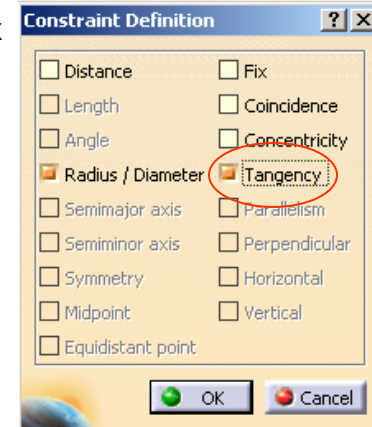 Constraint Definition ? X
Distance Fix
Length Coincidence
Angle Concentricity
Radius / Diameter Tangency
Semimajor axis Parallelism
Semiminor axis Perpendicular
Symmetry Horizontal
Midpoint Vertical
Equidistant point
OK Cancel